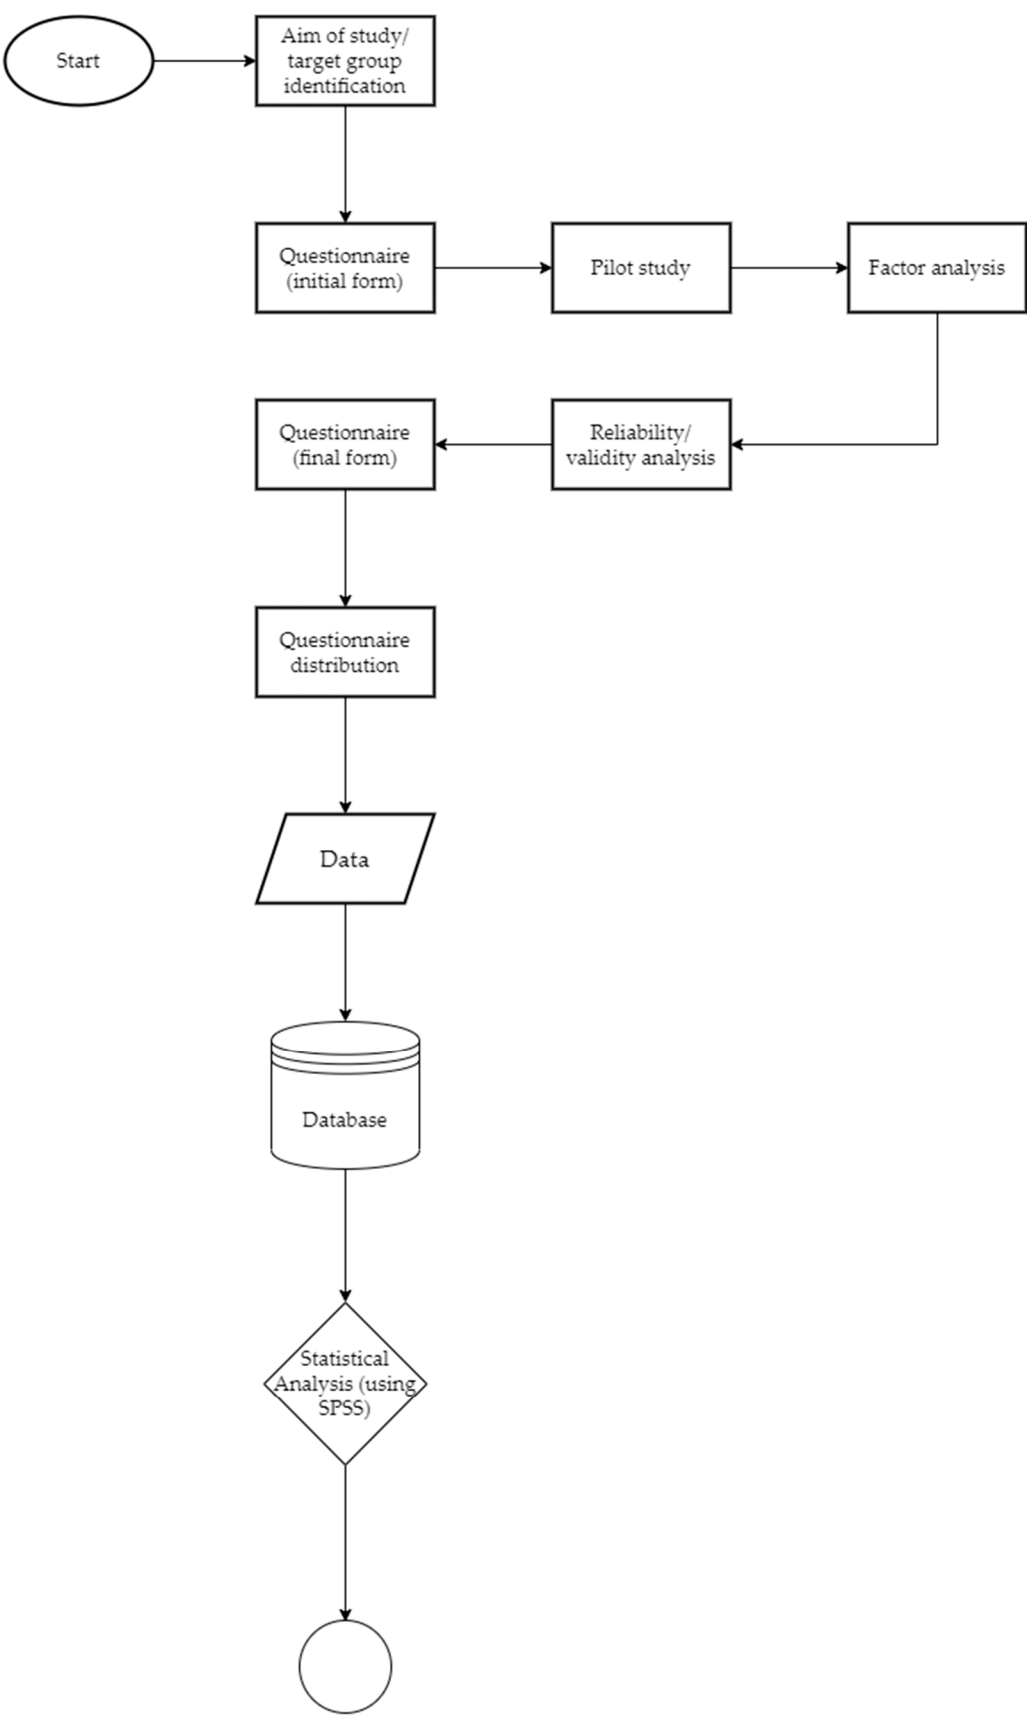 Start
Aim of study/
target group
identification
Questionnaire
(initial form)
Pilot study
Factor analysis
Reliability/
validity analysis
Questionnaire
(final form)
Questionnaire
distribution
Data
Database
Statistical
Analysis (using
SPSS)